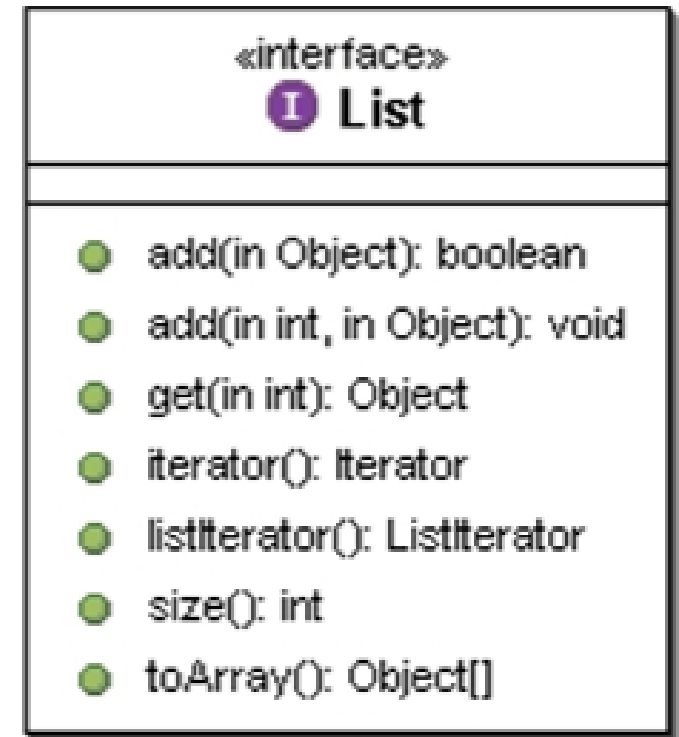 «interface»
I List
add(in Object): boolean
add(in int, in Object): void
get(in int): Object
iterator(): Iterator
listIterator(): ListIterator
size(): int
toArray(): Object[]